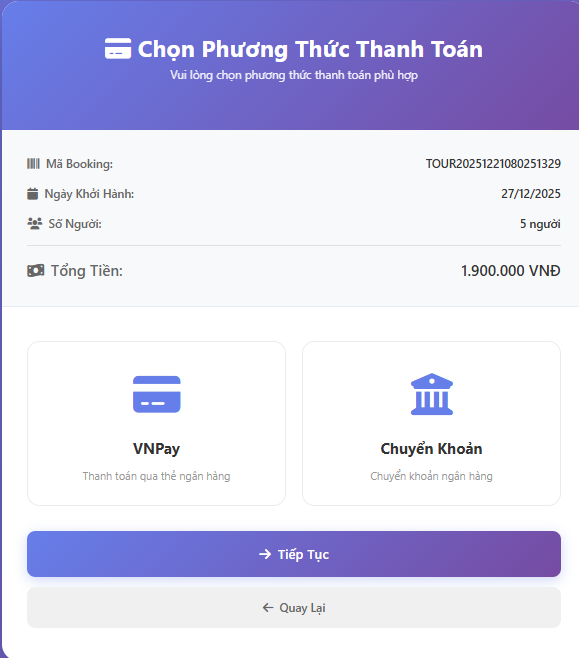 Chọn Phương Thức Thanh Toán
Vui lòng chọn phương thức thanh toán phù hợp
Mã Booking: TOUR20251221080251329
Ngày Khởi Hành: 27/12/2025
Số Người: 5 người
Tổng Tiền: 1.900.000 VNĐ
VNPay
Thanh toán qua thẻ ngân hàng
Chuyển Khoản
Chuyển khoản ngân hàng
Tiếp Tục
Quay Lại